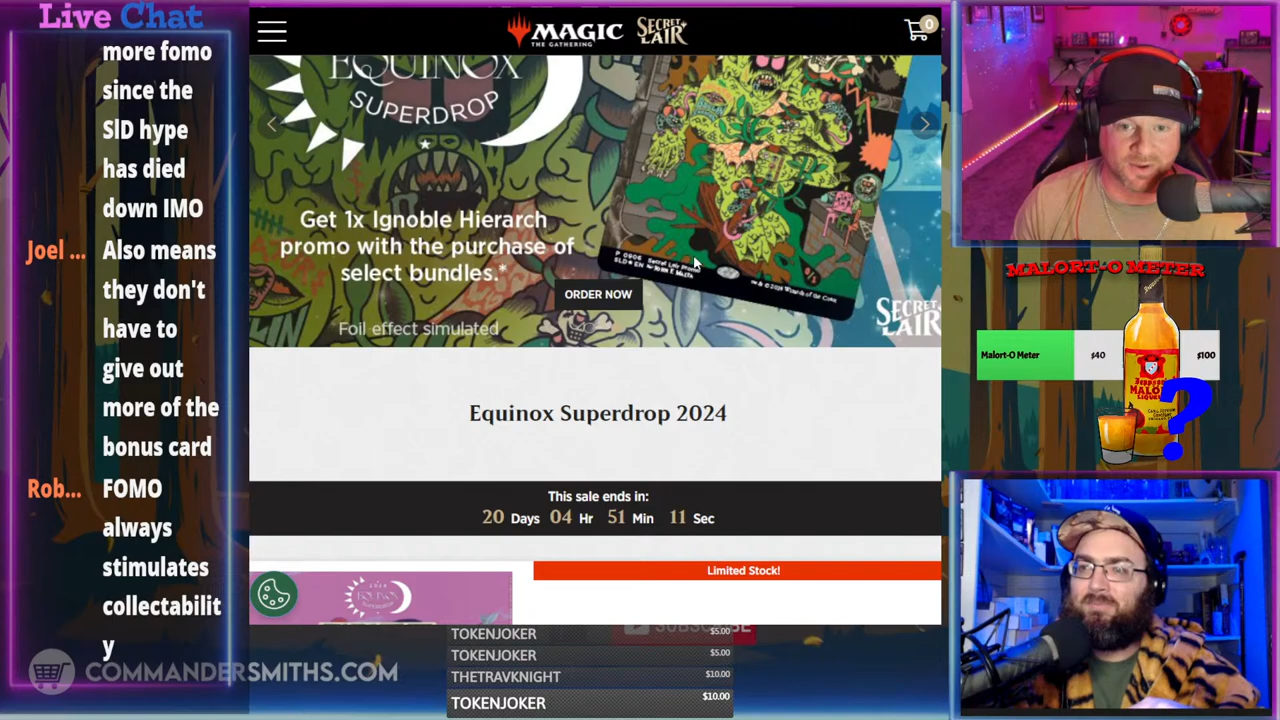 Live Chat
more fomo
since the
SlD hype
has died
down IMO
Joel ... Also means
they don't
have to
give out
more of the
bonus card
Rob... FOMO
always
stimulates
collectabilit
y
COMMANDERSMITHS.COM
MAGIC
THE GATHERING
SECRET
LAIR
0
EQUINOX
SUPERDROP
Get 1x Ignoble Hierarch
promo with the purchase of
select bundles.*
ORDER NOW
Foil effect simulated
SECRET
LAIR
Equinox Superdrop 2024
This sale ends in:
20 Days 04 Hr 51 Min 11 Sec
Limited Stock!
EQUINOX
SUPERDROP
SUBSCRIBE
TOKENJOKER $5.00
TOKENJOKER $5.00
THETRAVKNIGHT $10.00
TOKENJOKER $10.00
MALORT-O METER
Malort-O Meter $40 $100
?